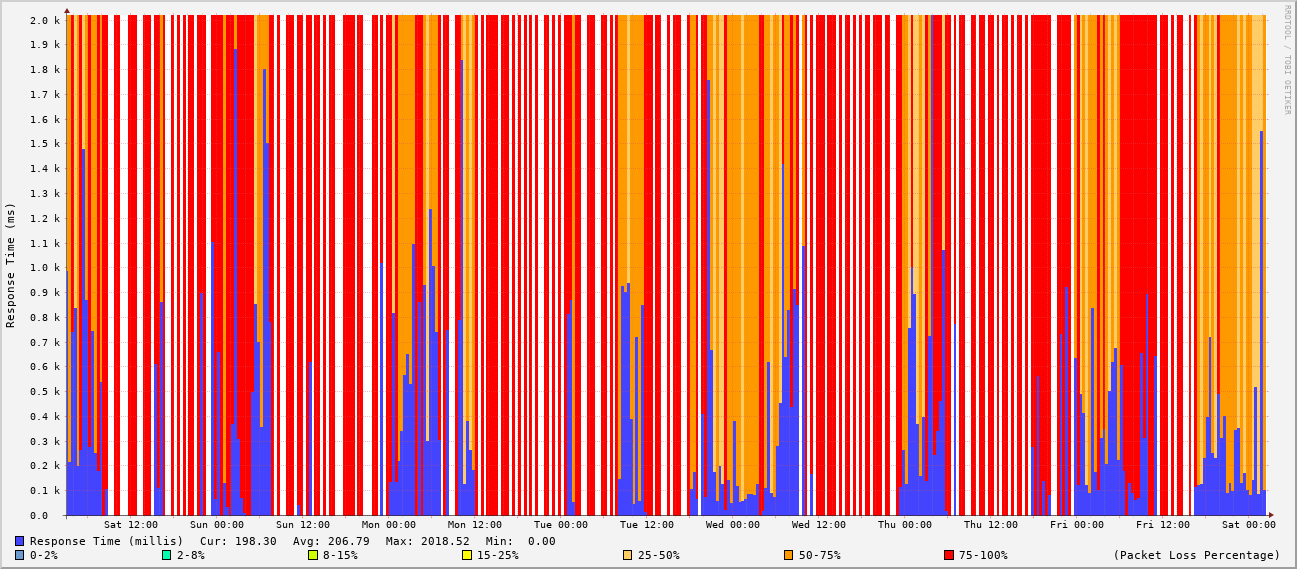 RRDTOOL / TOBI OETIKER
Response Time (ms)
2.0 k
1.9 k
1.8 k
1.7 k
1.6 k
1.5 k
1.4 k
1.3 k
1.2 k
1.1 k
1.0 k
0.9 k
0.8 k
0.7 k
0.6 k
0.5 k
0.4 k
0.3 k
0.2 k
0.1 k
0.0
Sat 12:00 Sun 00:00 Sun 12:00 Mon 00:00 Mon 12:00 Tue 00:00 Tue 12:00 Wed 00:00 Wed 12:00 Thu 00:00 Thu 12:00 Fri 00:00 Fri 12:00 Sat 00:00
Response Time (millis) Cur: 198.30 Avg: 206.79 Max: 2018.52 Min: 0.00
0-2% 2-8% 8-15% 15-25% 25-50% 50-75% 75-100% (Packet Loss Percentage)